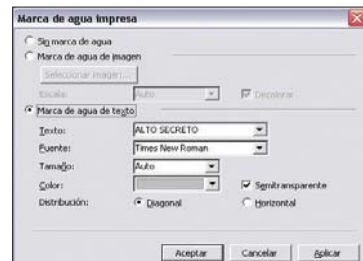 Marca de agua impresa
Sin marca de agua
Marca de agua de imagen
Seleccionar imagen...
Escala: Auto Decolorar
Marca de agua de texto
Texto: ALTO SECRETO
Fuente: Times New Roman
Tamaño: Auto
Color: Semitransparente
Distribución: Diagonal Horizontal
Aceptar Cancelar Aplicar